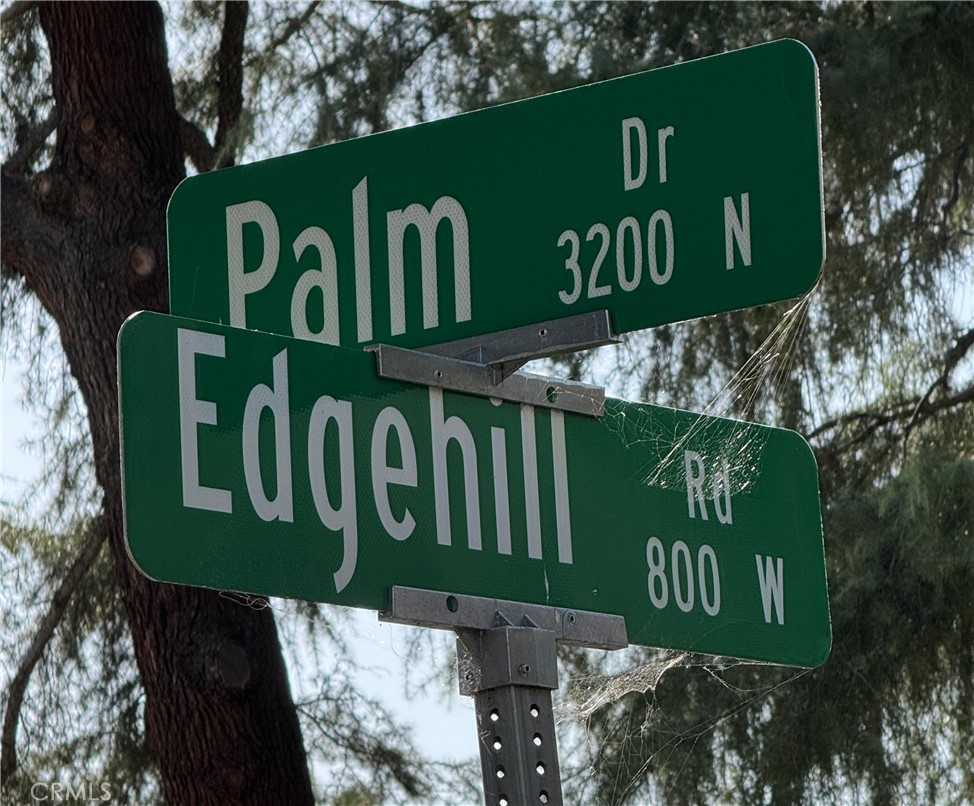 Palm Dr
3200 N
Edgehill Rd
800 W
CRMLS